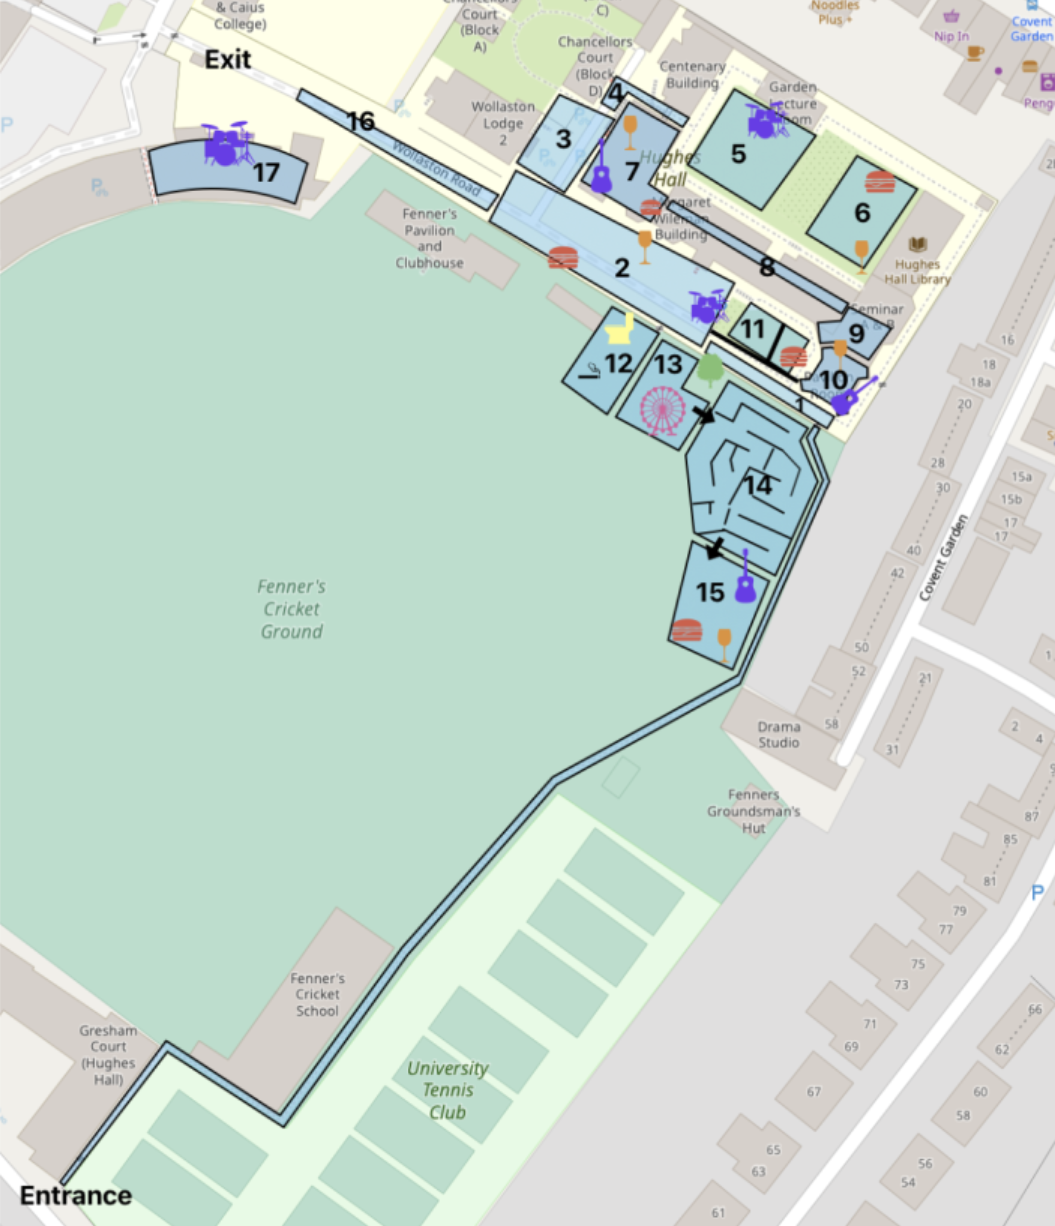 & Caius
College)
Court
(Block
A)
C)
Noodles
Plus +
Nip In
Covent
Garden
Exit
Chancellors
Court
(Block
D)
Centenary
Building
Garden
Lecture
Room
Wollaston
Lodge
2
4
3
7
5
6
16
17
Wollaston Road
P
Hughes
Hall
Margaret
Wileman
Building
Hughes
Hall Library
Fenner's
Pavilion
and
Clubhouse
2
8
Seminar
A & B
9
11
10
1
12
13
14
15
16
18
18a
20
28
30
40
42
50
52
58
15a
15b
17
17
21
31
2
4
1
Covent Garden
Fenner's
Cricket
Ground
Drama
Studio
Fenners
Groundsman's
Hut
87
85
81
79
77
75
73
71
69
67
65
63
61
66
62
60
58
56
54
P
Fenner's
Cricket
School
Gresham
Court
(Hughes
Hall)
University
Tennis
Club
Entrance